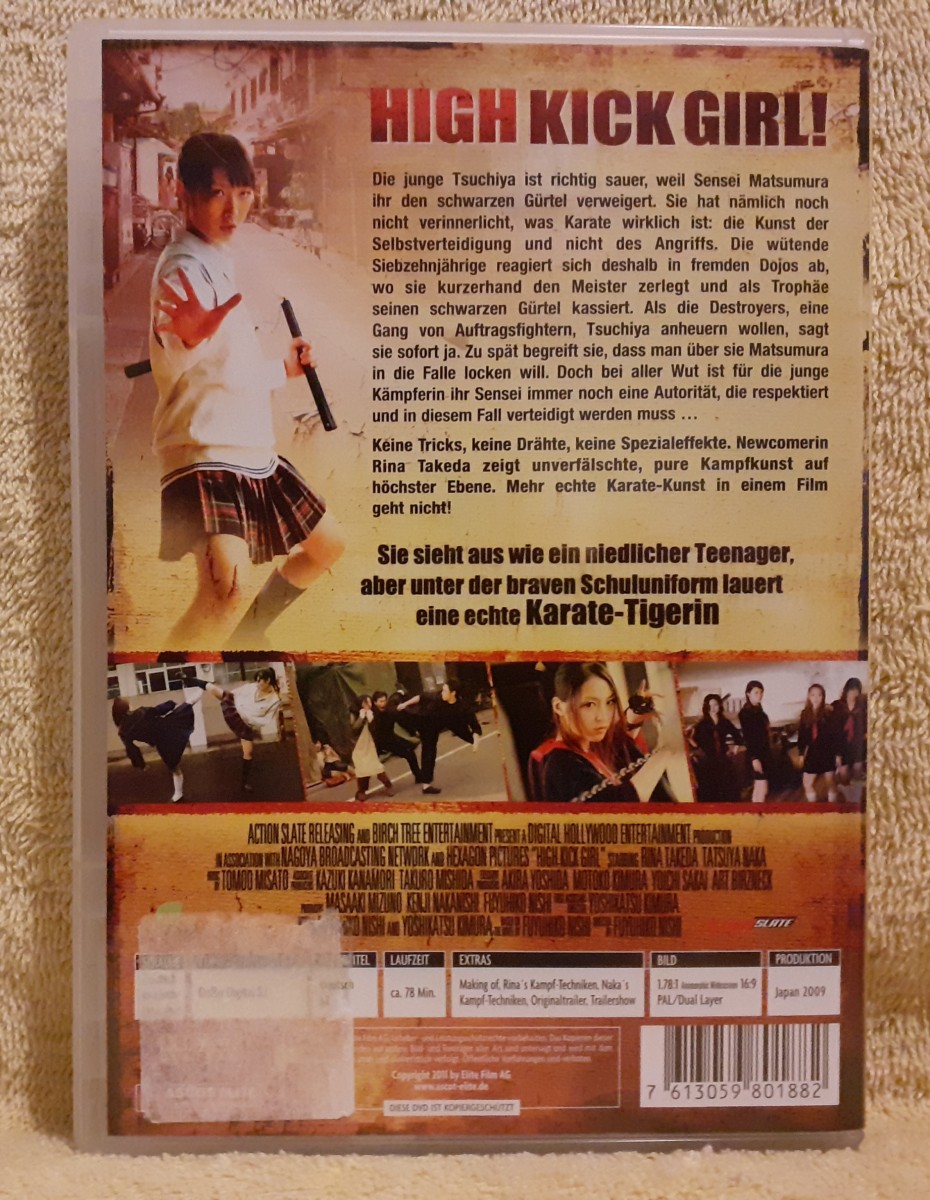 HIGH KICK GIRL!
Die junge Tsuchiya ist richtig sauer, weil Sensei Matsumura
ihr den schwarzen Gürtel verweigert. Sie hat nämlich noch
nicht verinnerlicht, was Karate wirklich ist: die Kunst der
Selbstverteidigung und nicht des Angriffs. Die wütende
Siebzehnjährige reagiert sich deshalb in fremden Dojos ab,
wo sie kurzerhand den Meister zerlegt und als Trophäe
seinen schwarzen Gürtel kassiert. Als die Destroyers, eine
Gang von Auftragsfightern, Tsuchiya anheuern wollen, sagt
sie sofort ja. Zu spät begreift sie, dass man über sie Matsumura
in die Falle locken will. Doch bei aller Wut ist für die junge
Kämpferin ihr Sensei immer noch eine Autorität, die respektiert
und in diesem Fall verteidigt werden muss ...
Keine Tricks, keine Drähte, keine Spezialeffekte. Newcomerin
Rina Takeda zeigt unverfälschte, pure Kampfkunst auf
höchster Ebene. Mehr echte Karate-Kunst in einem Film
geht nicht!
Sie sieht aus wie ein niedlicher Teenager,
aber unter der braven Schuluniform lauert
eine echte Karate-Tigerin
ACTION SLATE RELEASING AND BIRCH TREE ENTERTAINMENT PRESENT A DIGITAL HOLLYWOOD ENTERTAINMENT PRODUCTION
IN ASSOCIATION WITH NAGOYA BROADCASTING NETWORK AND HEXAGON PICTURES "HIGH KICK GIRL" STARRING RINA TAKEDA TATSUYA NAKA
TOMOO MISATO KAZUKI KANAMORI TAKURO MISHIDA AKIRA YOSHIDA MOTOKO KIMURA YOICHI SAKAI ART BIRZNECK
MASAAKI MIZUNO KENJI NAKANISHI FUYUHIKO NISHI YOSHIKATSU KIMURA
NISHI AND YOSHIKATSU KIMURA FUYUHIKO NISHI FUYUHIKO NISHI
SLATE
LAUFZEIT EXTRAS BILD PRODUKTION
ca. 78 Min.
Making of, Rina´s Kampf-Techniken, Naka´s
Kampf-Techniken, Originaltrailer, Trailershow
1.78:1 16:9
PAL/Dual Layer
Japan 2009
Copyright 2011 by Elite Film AG
www.ascot-elite.de
DIESE DVD IST KOPIERGESCHÜTZT
7 613059 801882